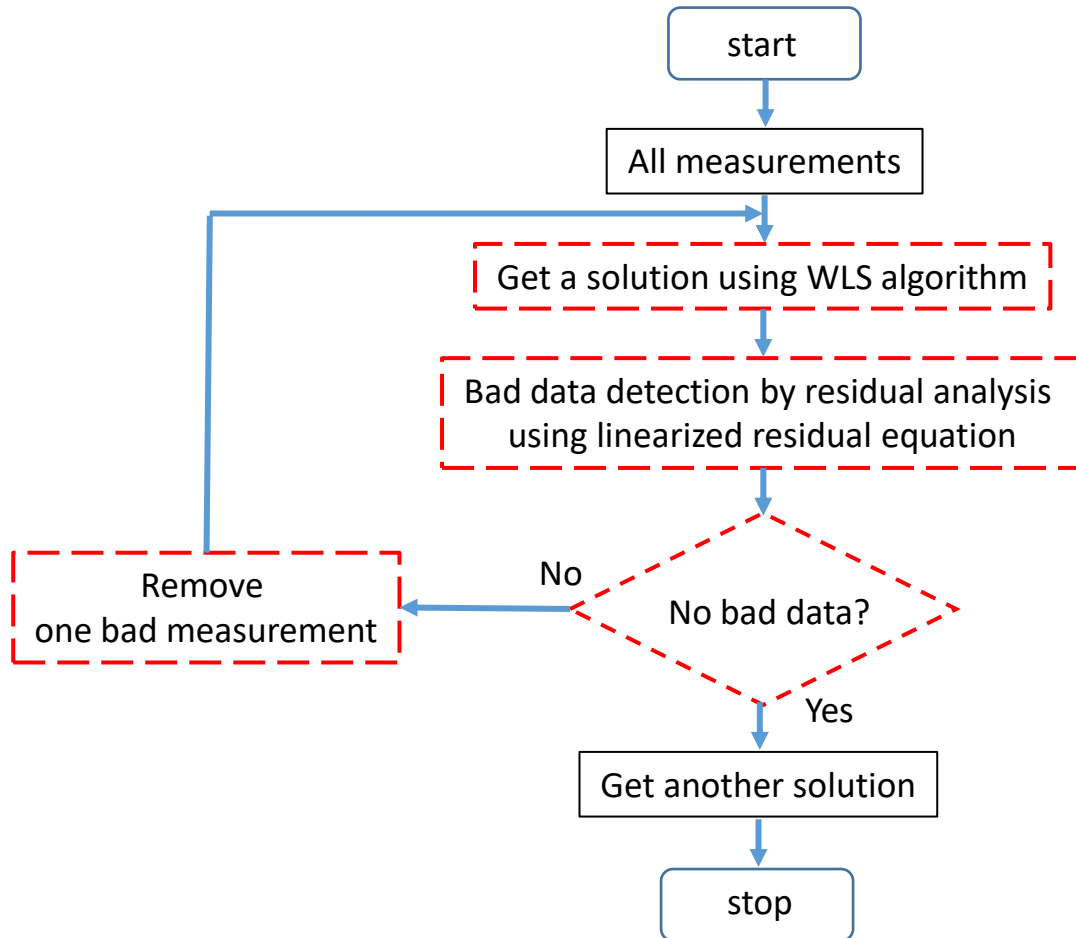 start
All measurements
Get a solution using WLS algorithm
Bad data detection by residual analysis
using linearized residual equation
No
Remove
one bad measurement
No bad data?
Yes
Get another solution
stop